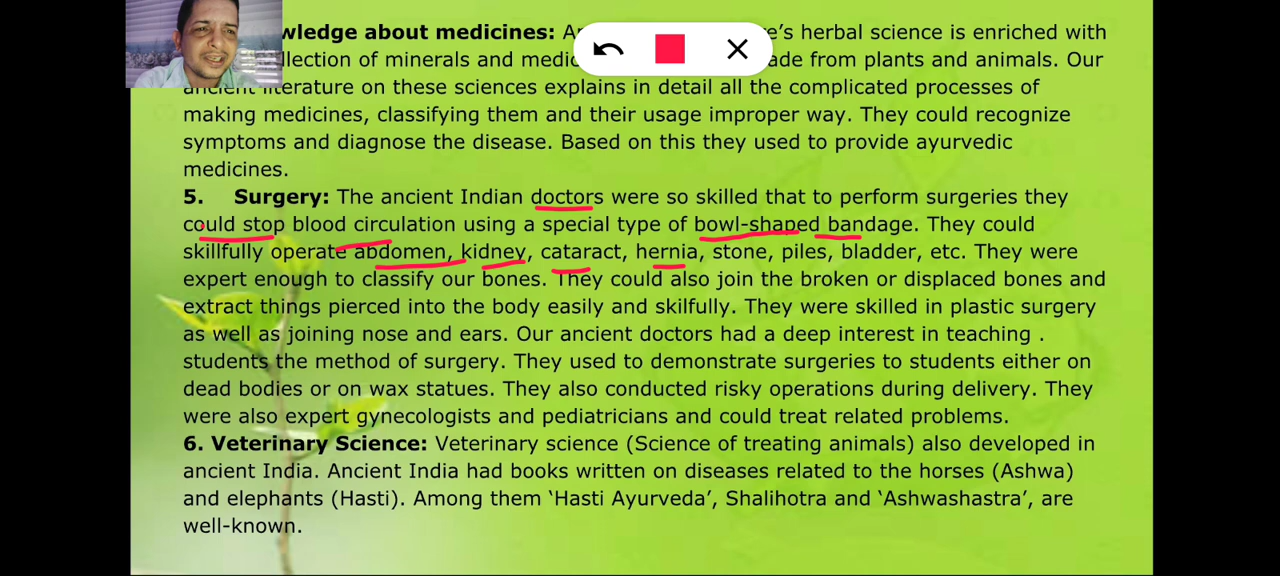 wledge about medicines: e's herbal science is enriched with
llection of minerals and medic ade from plants and animals. Our
ancient literature on these sciences explains in detail all the complicated processes of
making medicines, classifying them and their usage improper way. They could recognize
symptoms and diagnose the disease. Based on this they used to provide ayurvedic
medicines.
5. Surgery: The ancient Indian doctors were so skilled that to perform surgeries they
could stop blood circulation using a special type of bowl-shaped bandage. They could
skillfully operate abdomen, kidney, cataract, hernia, stone, piles, bladder, etc. They were
expert enough to classify our bones. They could also join the broken or displaced bones and
extract things pierced into the body easily and skilfully. They were skilled in plastic surgery
as well as joining nose and ears. Our ancient doctors had a deep interest in teaching .
students the method of surgery. They used to demonstrate surgeries to students either on
dead bodies or on wax statues. They also conducted risky operations during delivery. They
were also expert gynecologists and pediatricians and could treat related problems.
6. Veterinary Science: Veterinary science (Science of treating animals) also developed in
ancient India. Ancient India had books written on diseases related to the horses (Ashwa)
and elephants (Hasti). Among them ‘Hasti Ayurveda’, Shalihotra and ‘Ashwashastra’, are
well-known.